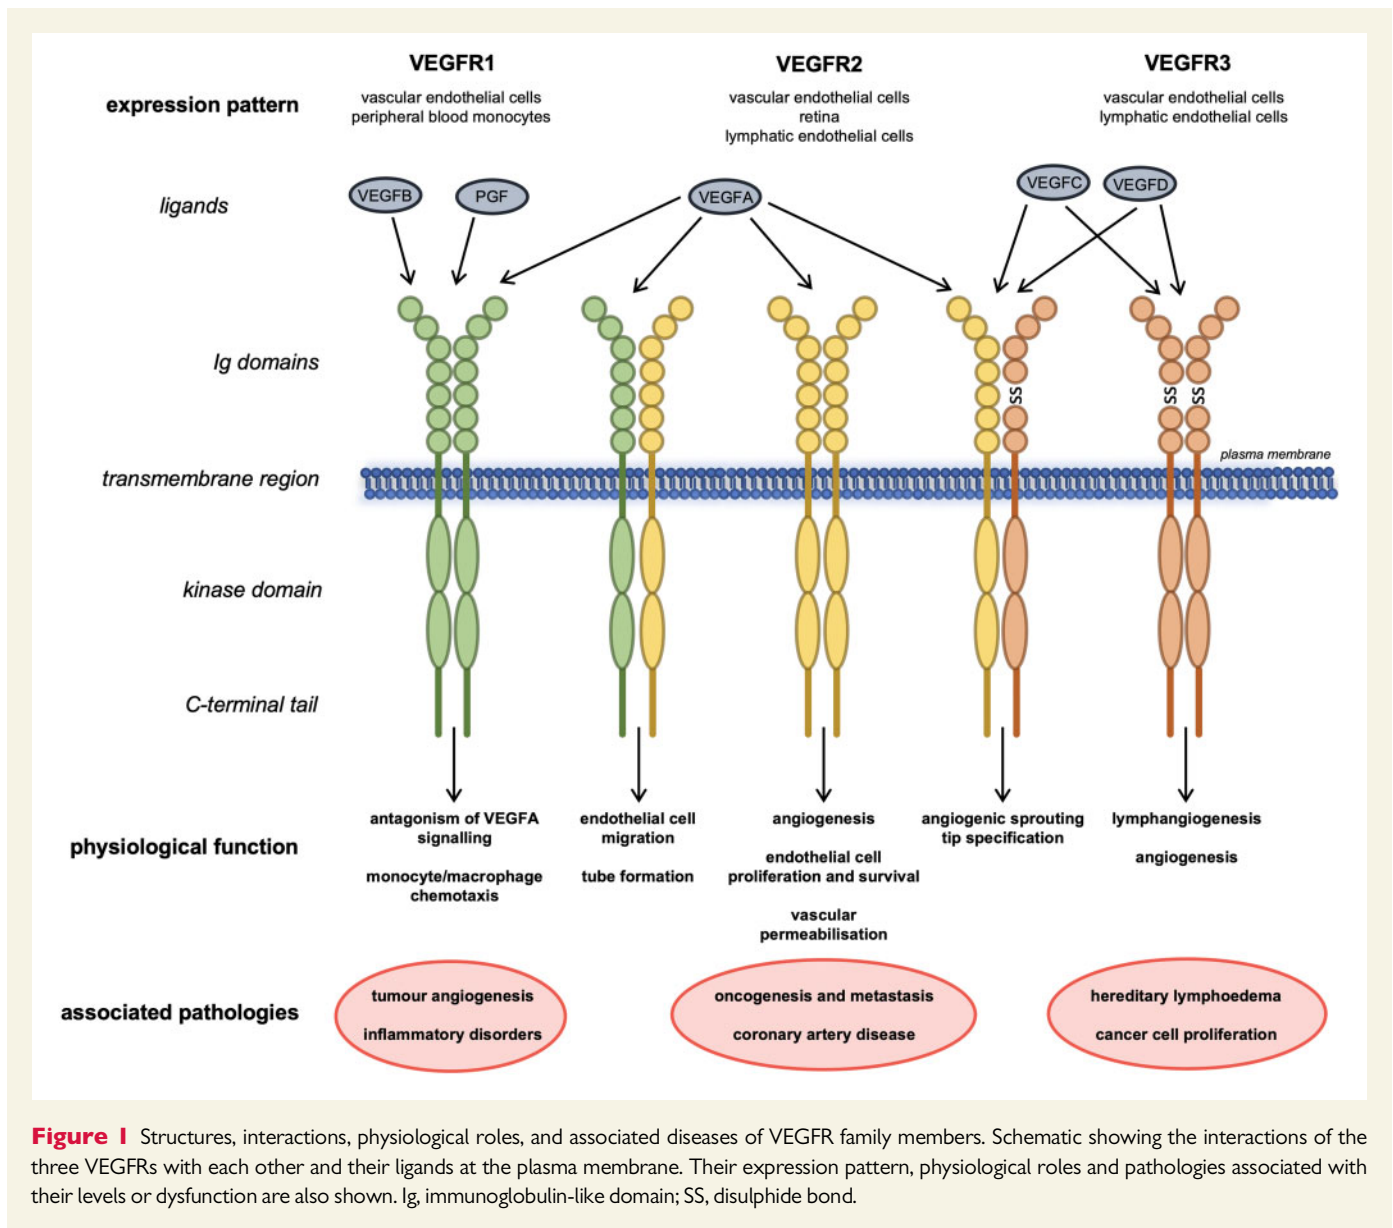 VEGFR1
VEGFR2
VEGFR3
expression pattern
vascular endothelial cells
peripheral blood monocytes
vascular endothelial cells
retina
lymphatic endothelial cells
vascular endothelial cells
lymphatic endothelial cells
ligands
VEGFB
PGF
VEGFA
VEGFC
VEGFD
Ig domains
SS
SS
SS
transmembrane region
plasma membrane
kinase domain
C-terminal tail
physiological function
antagonism of VEGFA
signalling
monocyte/macrophage
chemotaxis
endothelial cell
migration
tube formation
angiogenesis
endothelial cell
proliferation and survival
vascular
permeabilisation
angiogenic sprouting
tip specification
lymphangiogenesis
angiogenesis
associated pathologies
tumour angiogenesis
inflammatory disorders
oncogenesis and metastasis
coronary artery disease
hereditary lymphoedema
cancer cell proliferation
Figure 1 Structures, interactions, physiological roles, and associated diseases of VEGFR family members. Schematic showing the interactions of the
three VEGFRs with each other and their ligands at the plasma membrane. Their expression pattern, physiological roles and pathologies associated with
their levels or dysfunction are also shown. Ig, immunoglobulin-like domain; SS, disulphide bond.